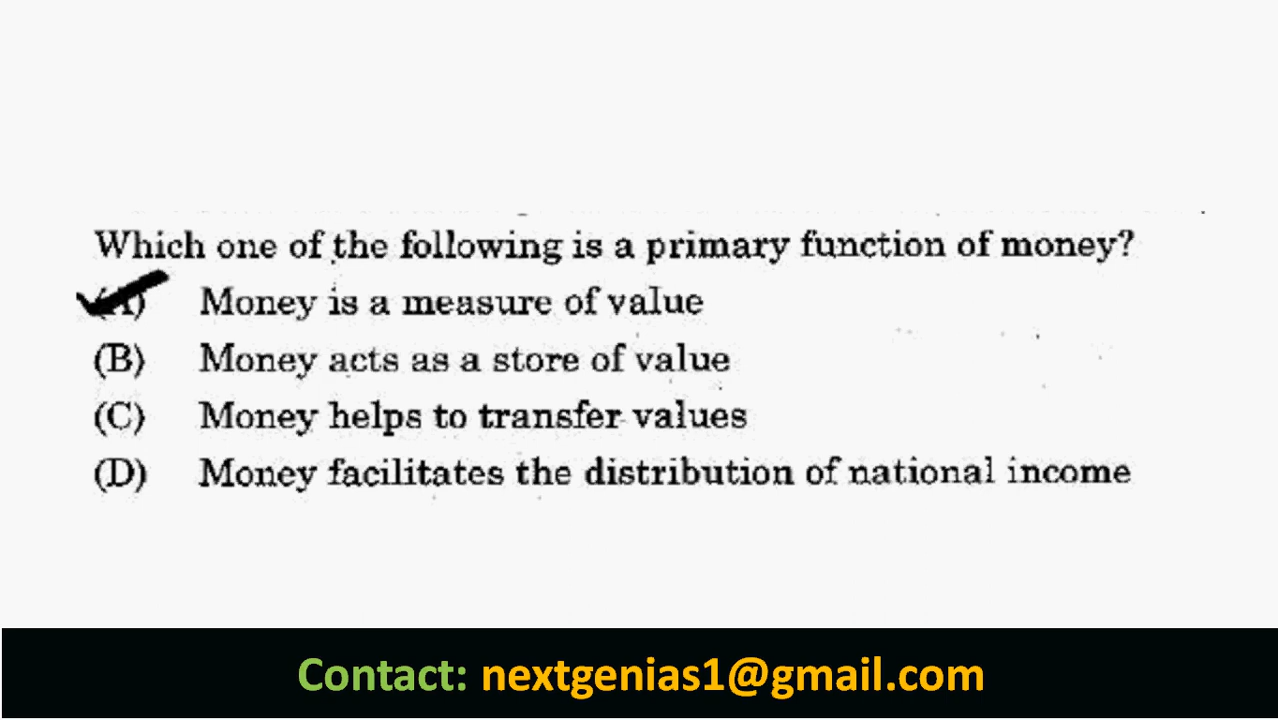 Which one of the following is a primary function of money?
(A) Money is a measure of value
(B) Money acts as a store of value
(C) Money helps to transfer values
(D) Money facilitates the distribution of national income
Contact: nextgenias1@gmail.com